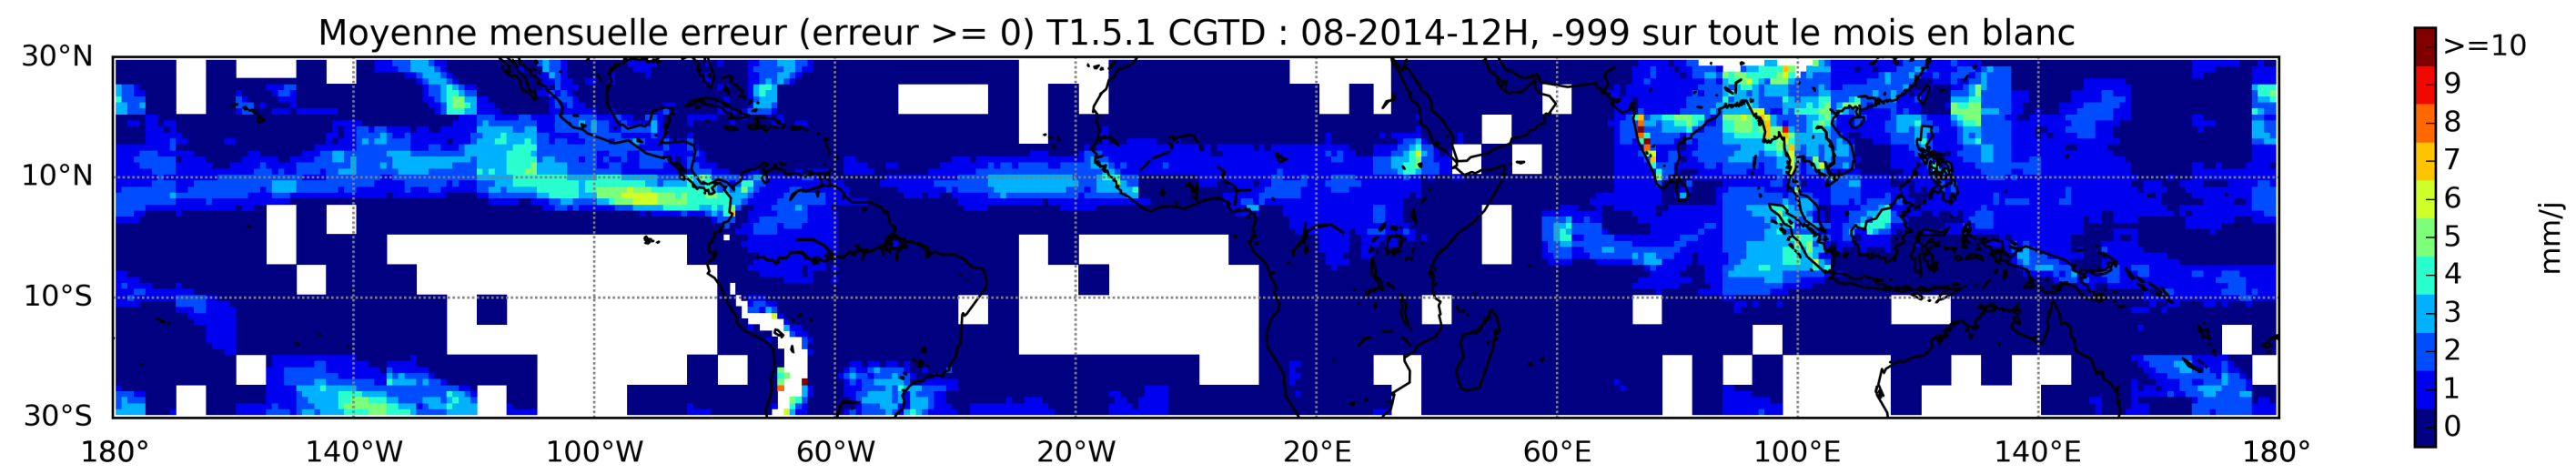 Moyenne mensuelle erreur (erreur >= 0) T1.5.1 CGTD : 08-2014-12H, -999 sur tout le mois en blanc
30°N
10°N
10°S
30°S
180° 140°W 100°W 60°W 20°W 20°E 60°E 100°E 140°E 180°
>=10
9
8
7
6
5
4
3
2
1
0
mm/j